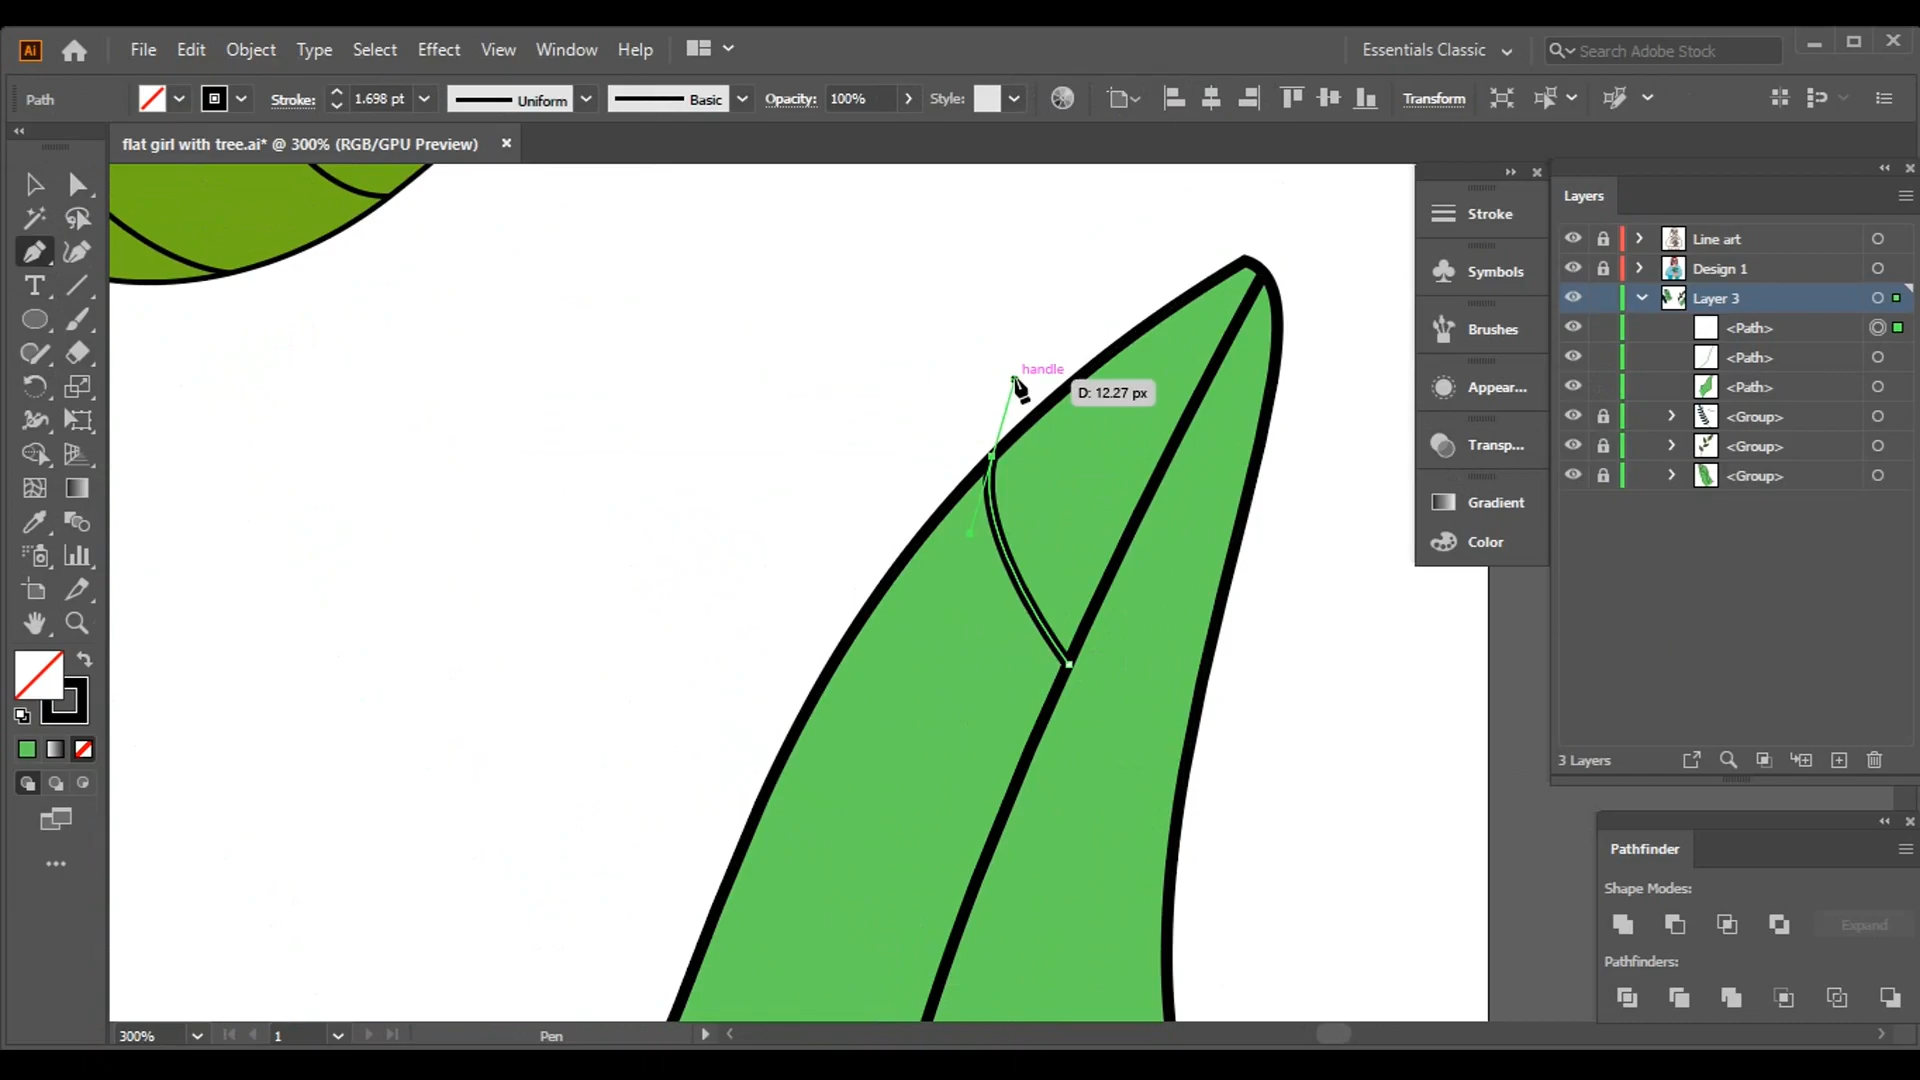 Ai File Edit Object Type Select Effect View Window Help Essentials Classic Search Adobe Stock
Path Stroke: 1.698 pt Uniform Basic Opacity: 100% Style: Transform
flat girl with tree.ai* @ 300% (RGB/GPU Preview)
Layers
Stroke
Symbols
Brushes
Appear...
Transp...
Gradient
Color
Line art
Design 1
Layer 3
<Path>
<Path>
<Path>
<Group>
<Group>
<Group>
handle
D: 12.27 px
3 Layers
Pathfinder
Shape Modes:
Expand
Pathfinders:
300% 1 Pen